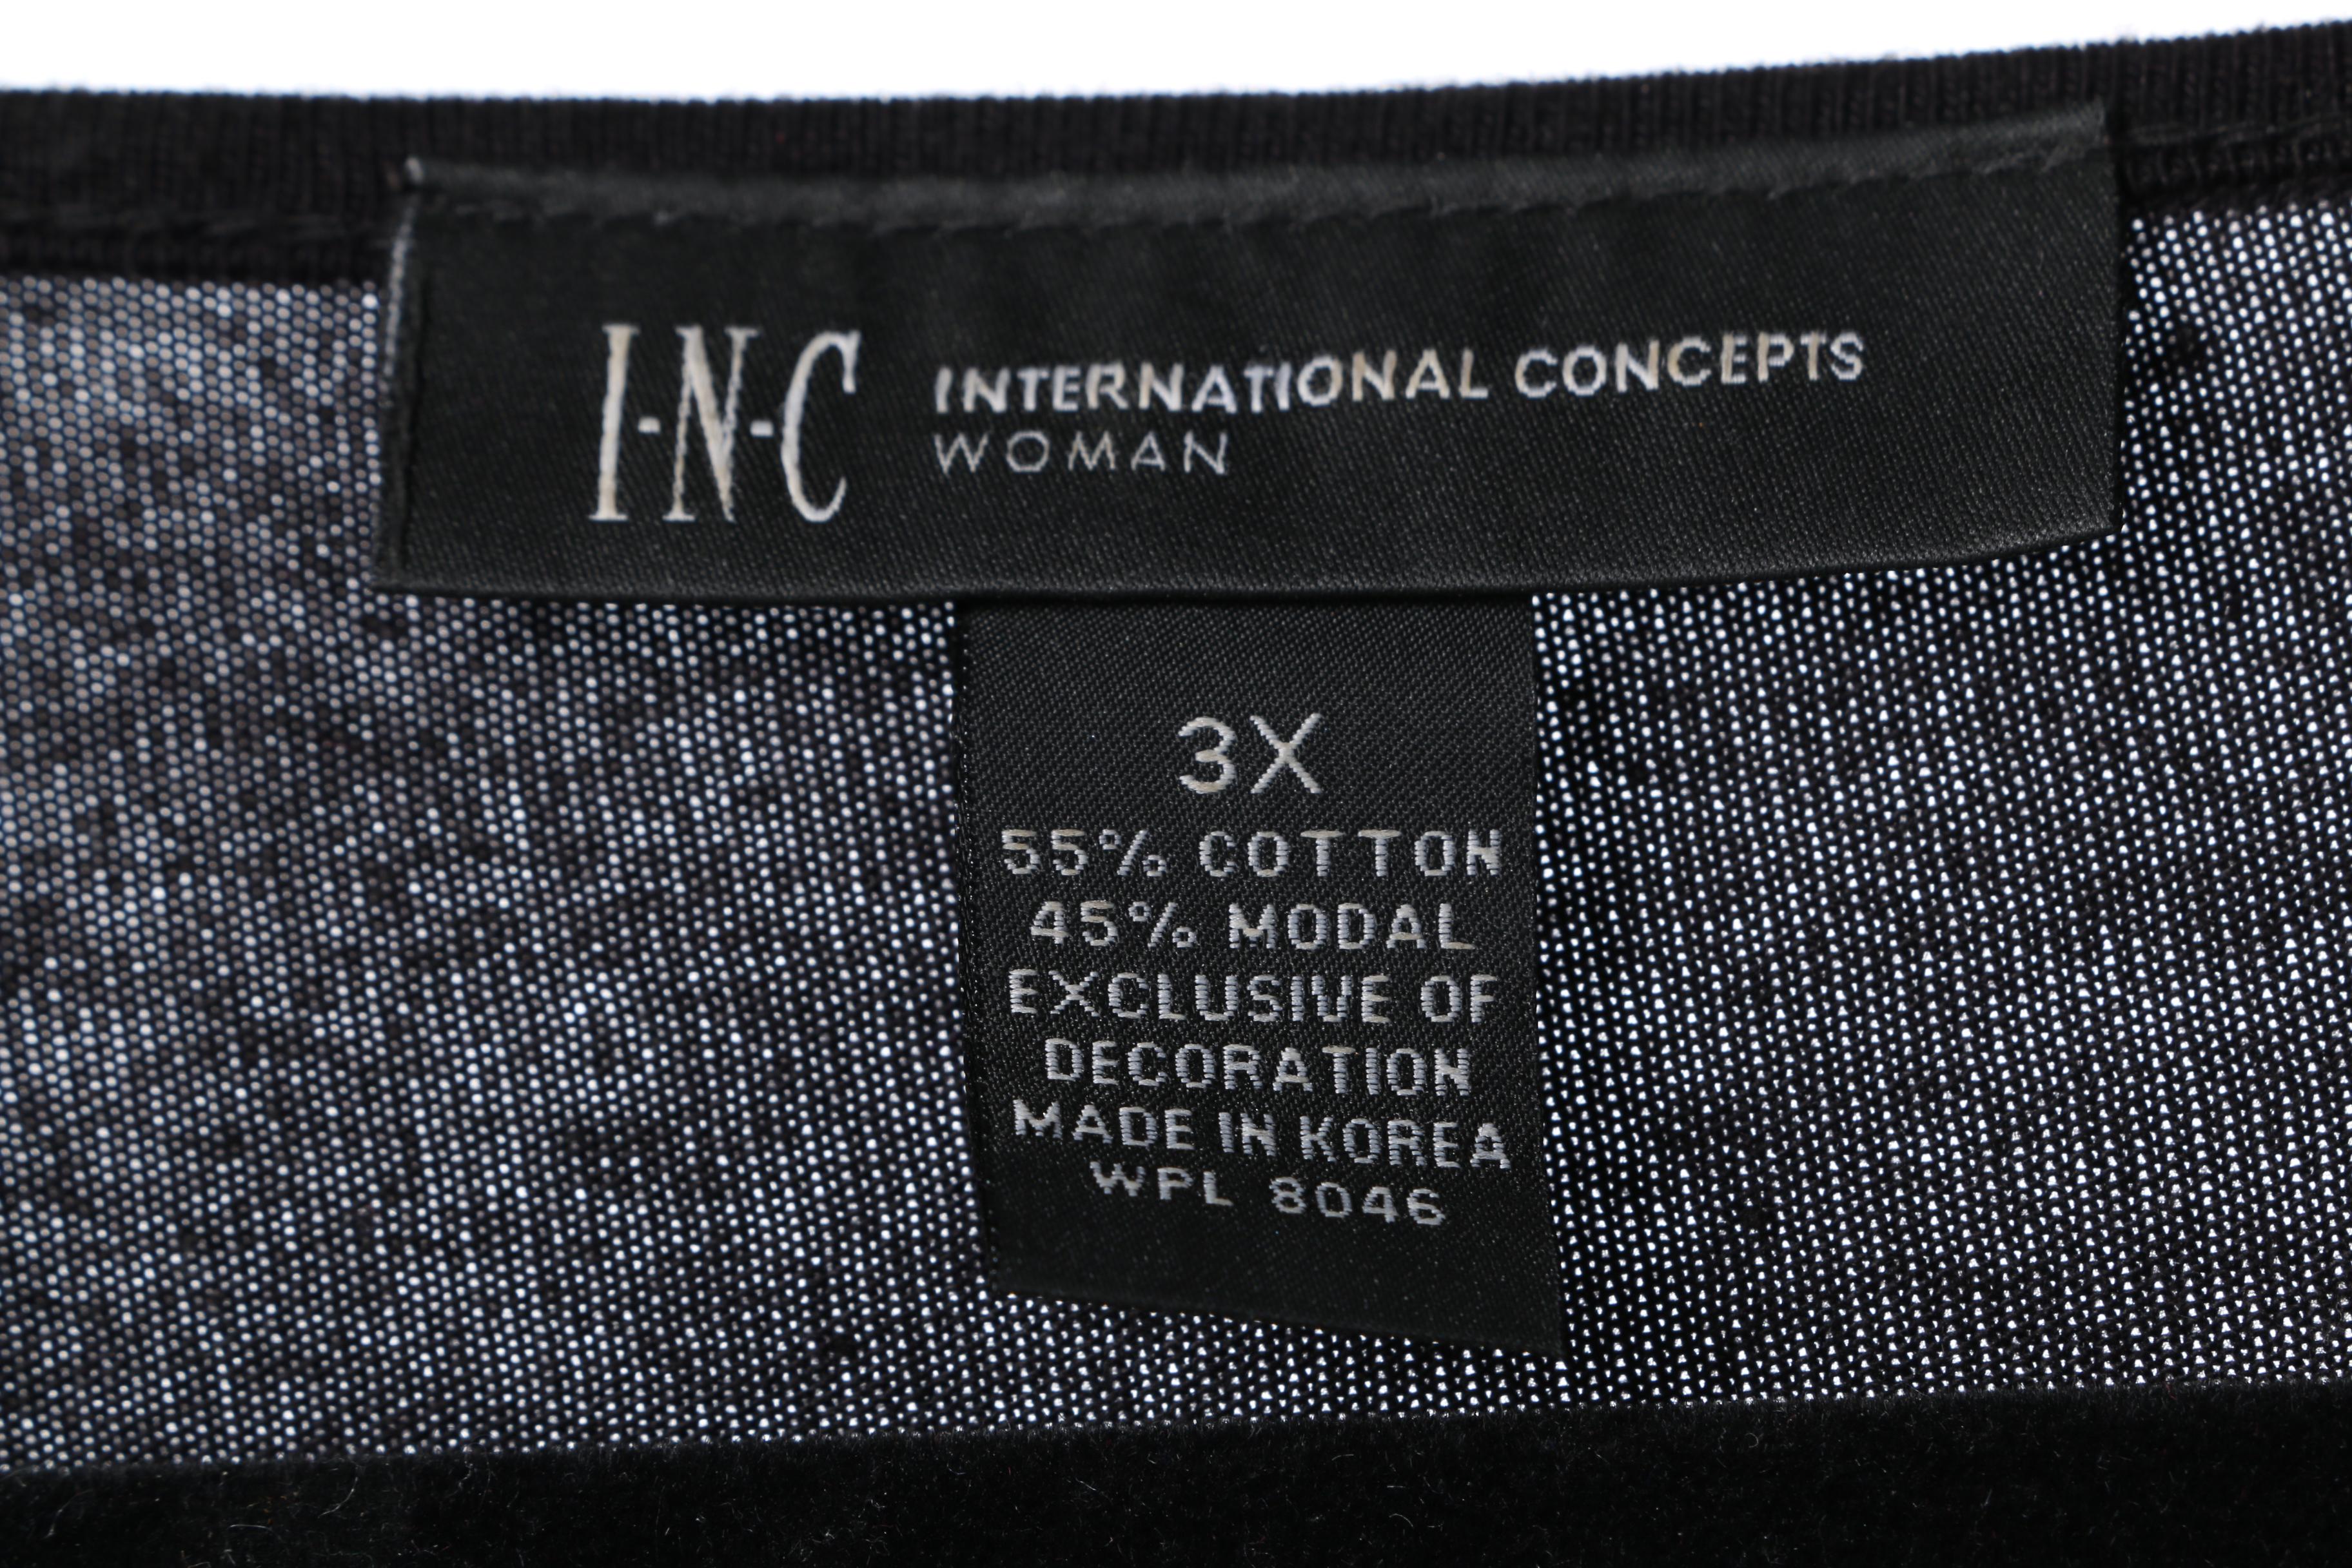 I-N-C INTERNATIONAL CONCEPTS
WOMAN
3X
55% COTTON
45% MODAL
EXCLUSIVE OF
DECORATION
MADE IN KOREA
WPL 8046